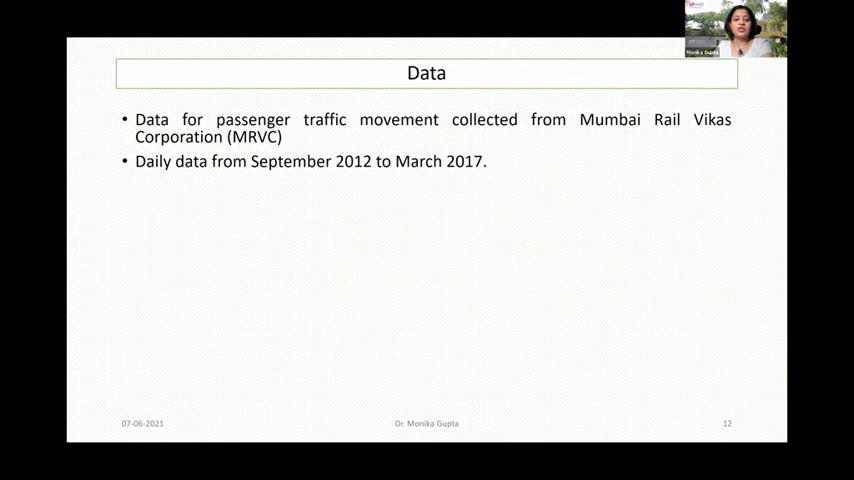 Monika Gupta
Data
• Data for passenger traffic movement collected from Mumbai Rail Vikas
Corporation (MRVC)
• Daily data from September 2012 to March 2017.
07-06-2021
Dr. Monika Gupta
12